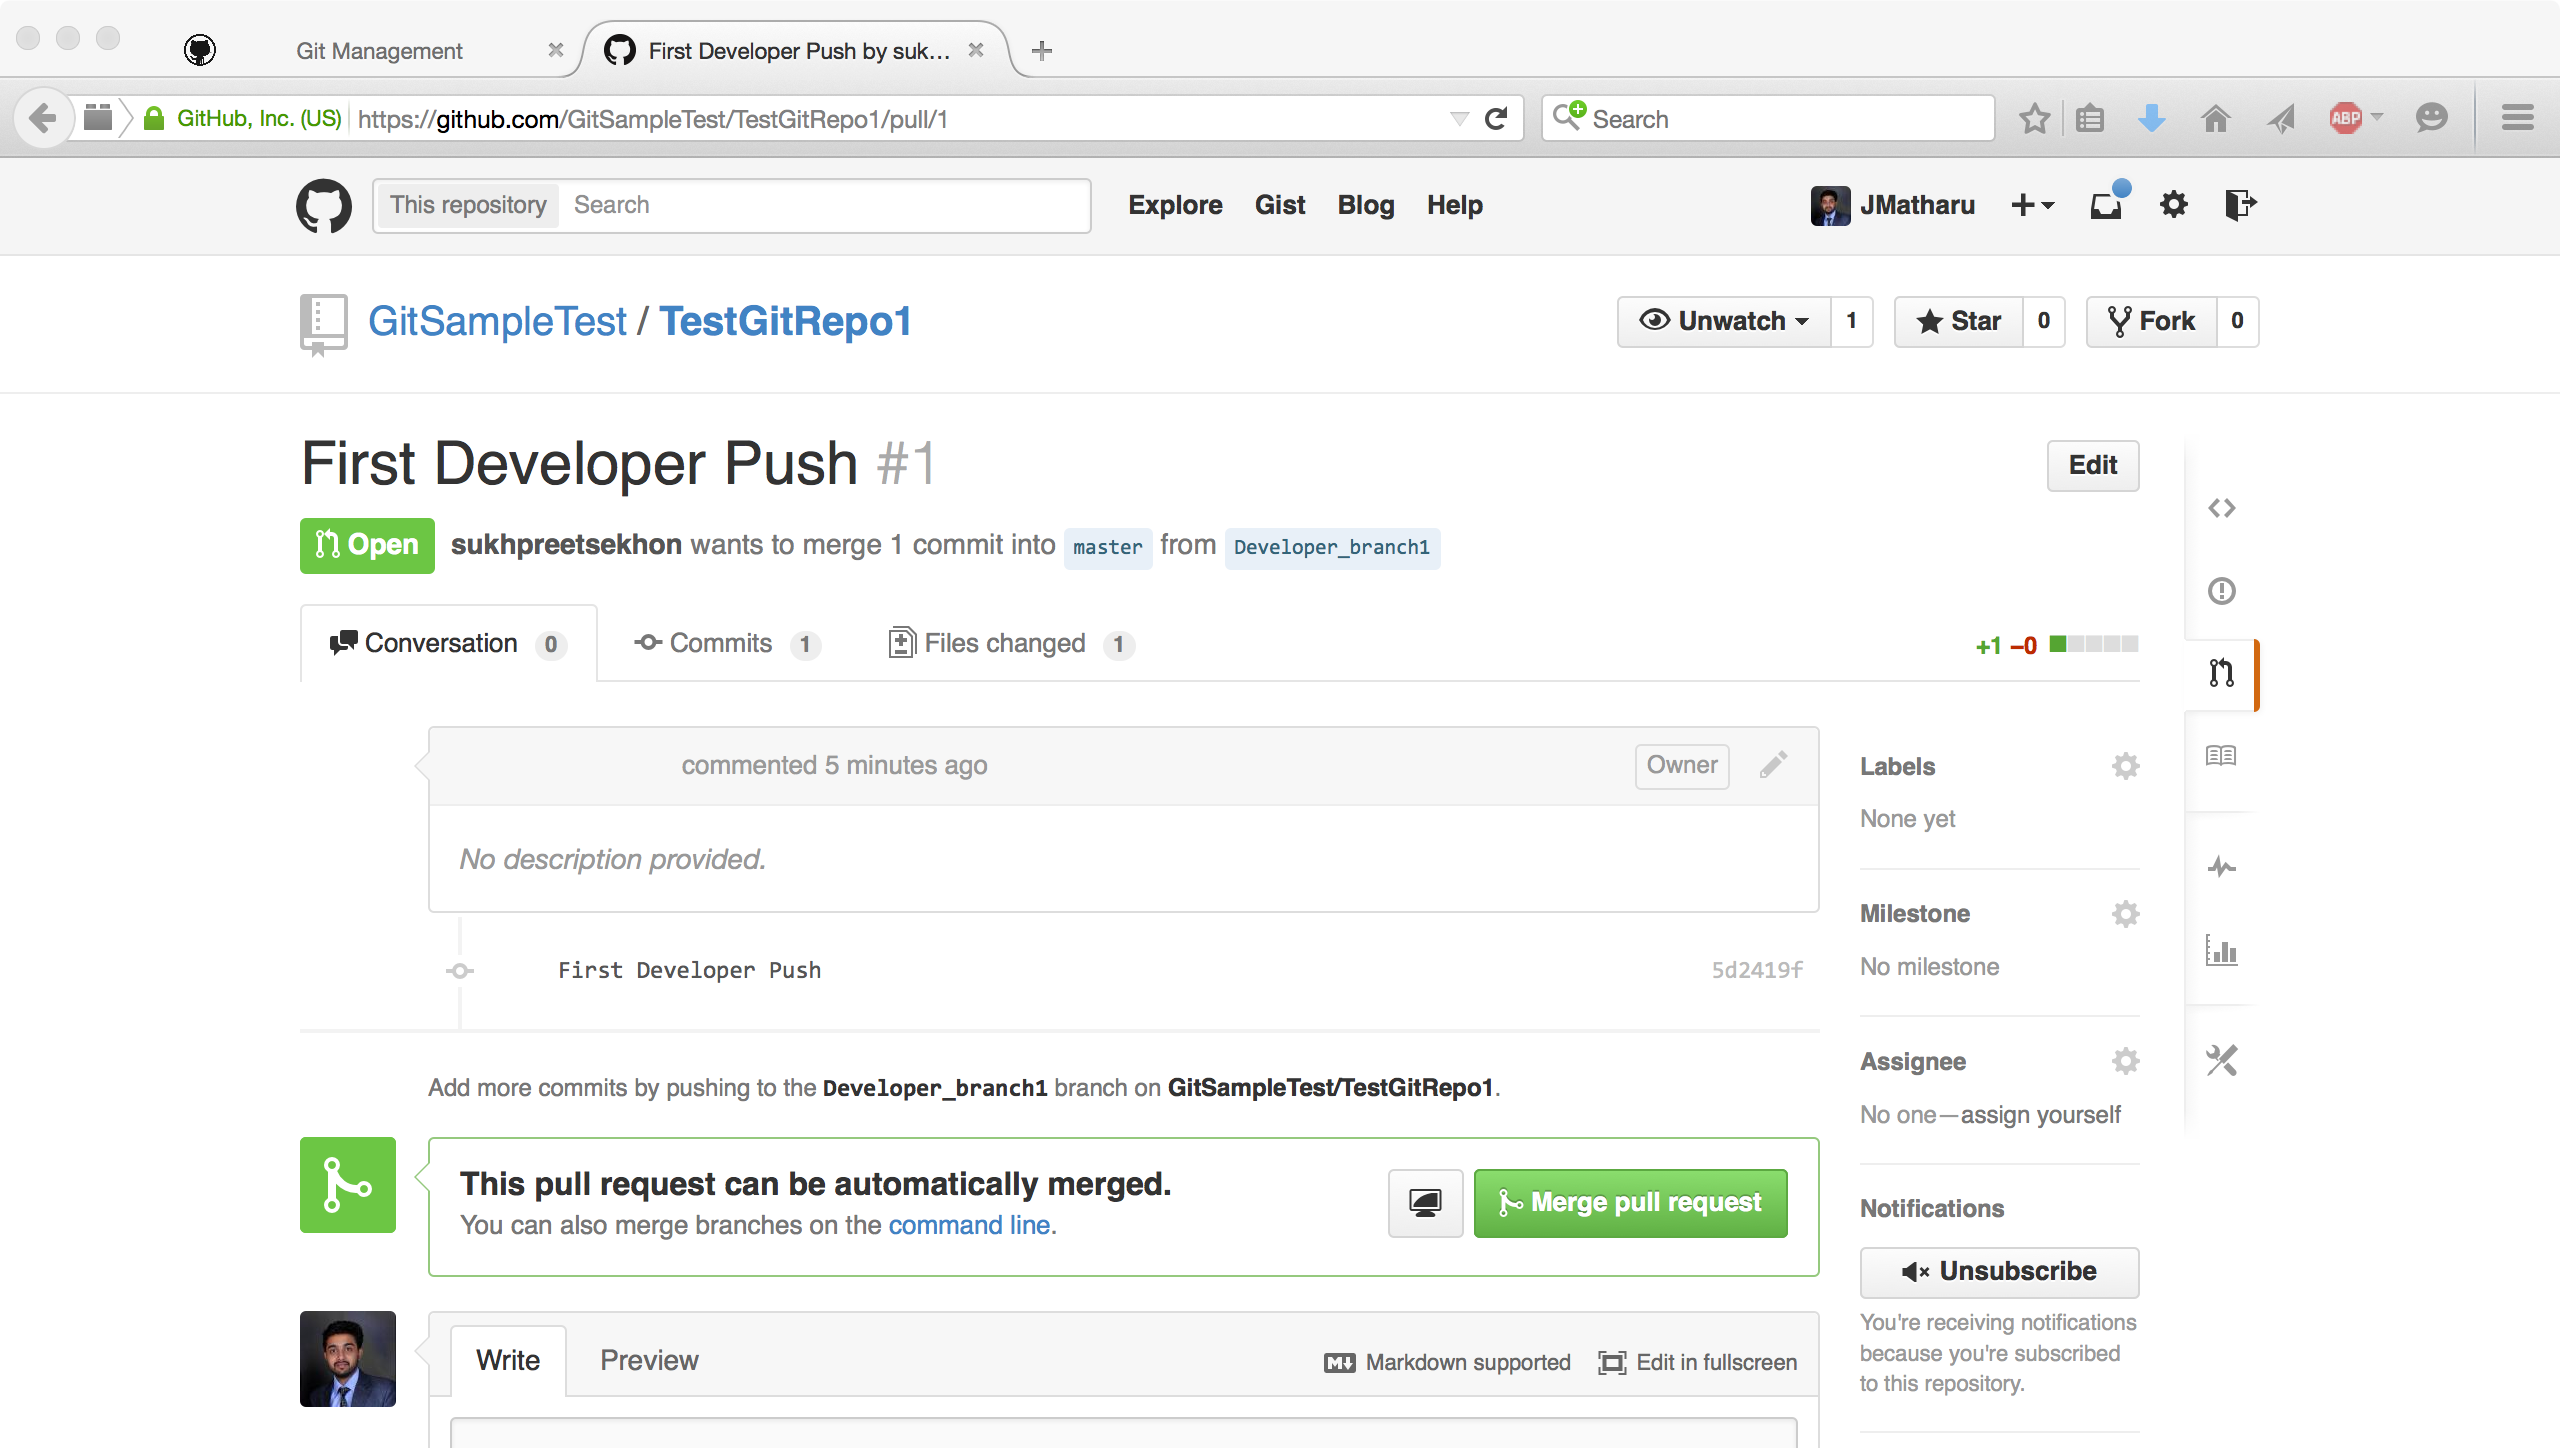 Git Management
First Developer Push by suk...
GitHub, Inc. (US) https://github.com/GitSampleTest/TestGitRepo1/pull/1
Search
ABP
This repository Search
Explore Gist Blog Help
JMatharu
GitSampleTest / TestGitRepo1
Unwatch 1
Star 0
Fork 0
First Developer Push #1
Edit
Open sukhpreetsekhon wants to merge 1 commit into master from Developer_branch1
Conversation 0
Commits 1
Files changed 1
+1 −0
commented 5 minutes ago
Owner
No description provided.
First Developer Push 5d2419f
Add more commits by pushing to the Developer_branch1 branch on GitSampleTest/TestGitRepo1.
This pull request can be automatically merged.
You can also merge branches on the command line.
Merge pull request
Write Preview
Markdown supported
Edit in fullscreen
Labels
None yet
Milestone
No milestone
Assignee
No one—assign yourself
Notifications
Unsubscribe
You're receiving notifications
because you're subscribed
to this repository.